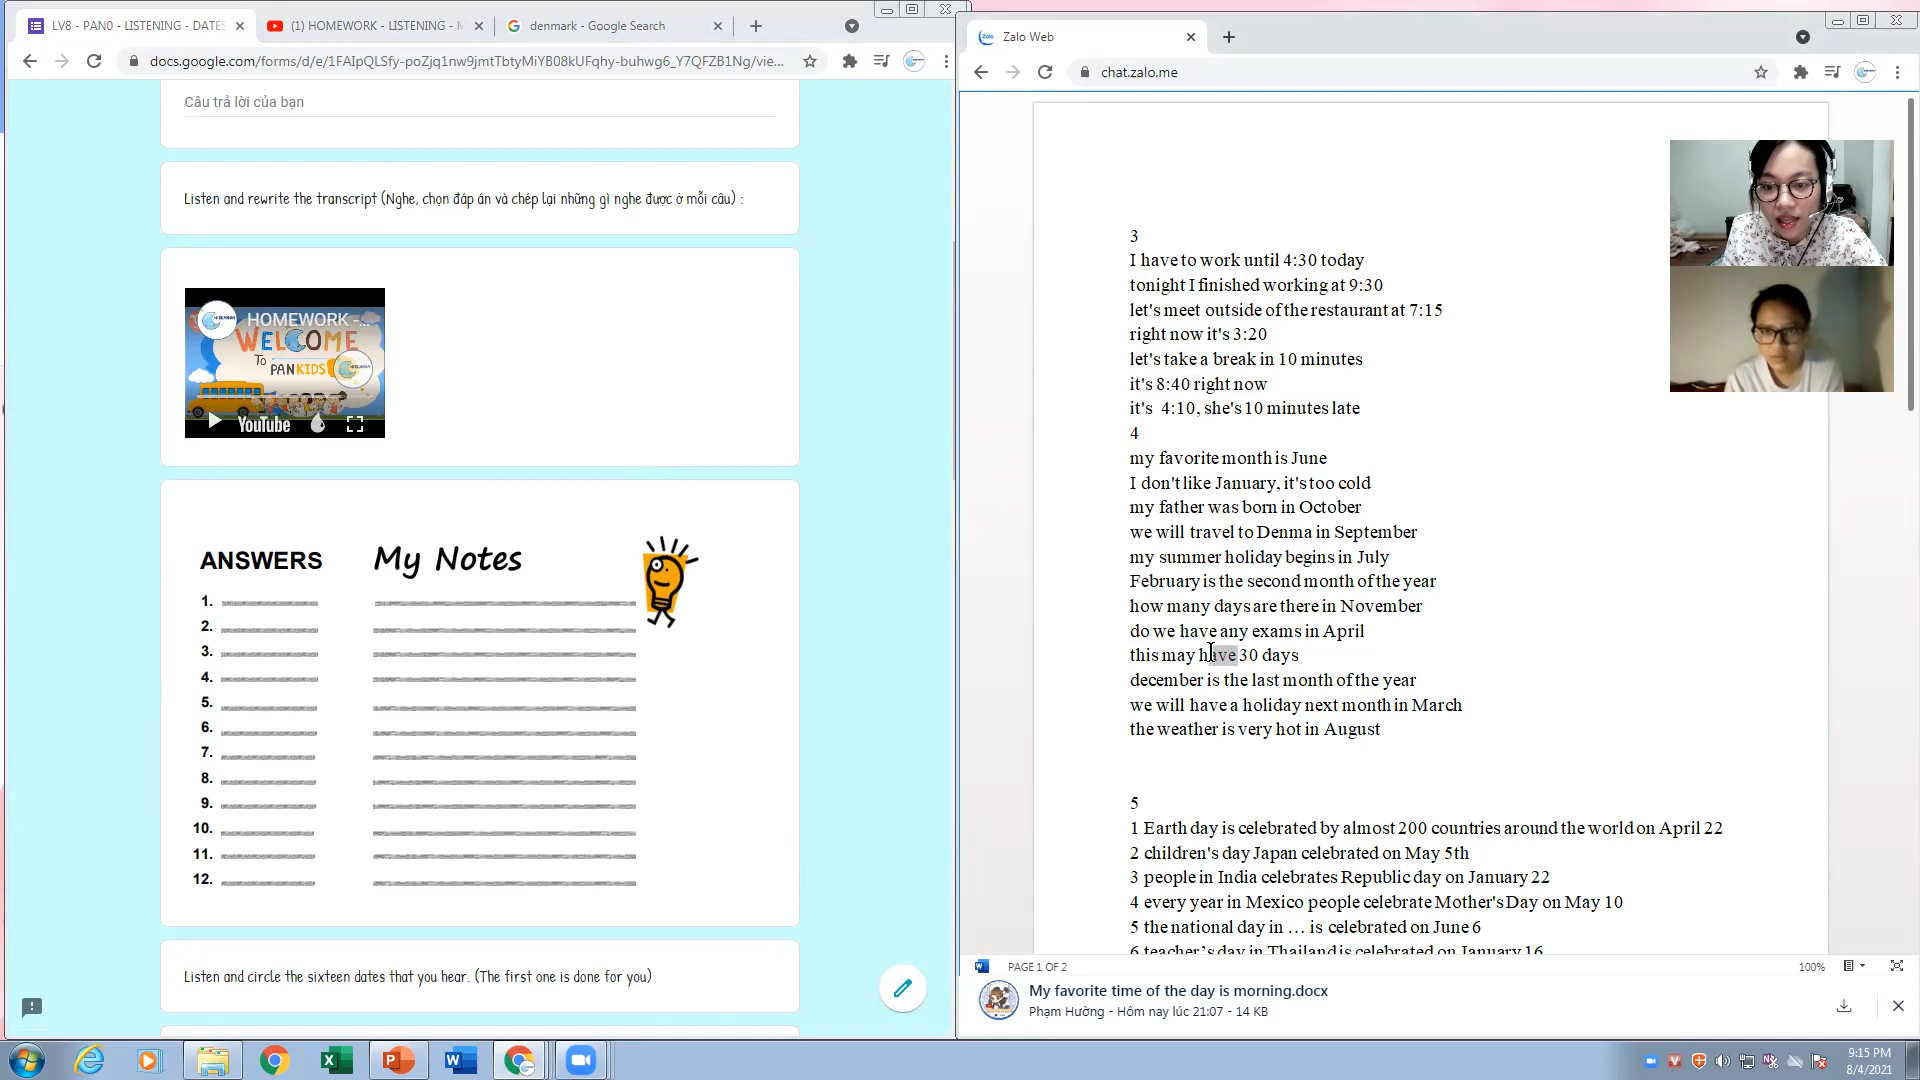 LV8 - PAN0 - LISTENING - DATES
(1) HOMEWORK - LISTENING - M
denmark - Google Search
docs.google.com/forms/d/e/1FAIpQLSfy-poZjq1nw9jmtTbtyMiYB08kUFqhy-buhwg6_Y7QFZB1Ng/vie...
Câu trả lời của bạn
Listen and rewrite the transcript (Nghe, chọn đáp án và chép lại những gì nghe được ở mỗi câu) :
HOMEWORK -...
WELCOME
To PANKIDS
YouTube
ANSWERS My Notes
1.
2.
3.
4.
5.
6.
7.
8.
9.
10.
11.
12.
Listen and circle the sixteen dates that you hear. (The first one is done for you)
Zalo Web
chat.zalo.me
3
I have to work until 4:30 today
tonight I finished working at 9:30
let's meet outside of the restaurant at 7:15
right now it's 3:20
let's take a break in 10 minutes
it's 8:40 right now
it's  4:10, she's 10 minutes late
4
my favorite month is June
I don't like January, it's too cold
my father was born in October
we will travel to Denma in September
my summer holiday begins in July
February is the second month of the year
how many days are there in November
do we have any exams in April
this may have 30 days
december is the last month of the year
we will have a holiday next month in March
the weather is very hot in August
5
1 Earth day is celebrated by almost 200 countries around the world on April 22
2 children's day Japan celebrated on May 5th
3 people in India celebrates Republic day on January 22
4 every year in Mexico people celebrate Mother's Day on May 10
5 the national day in … is celebrated on June 6
6 teacher's day in Thailand is celebrated on January 16
PAGE 1 OF 2
100%
My favorite time of the day is morning.docx
Phạm Hường - Hôm nay lúc 21:07 - 14 KB
9:15 PM
8/4/2021